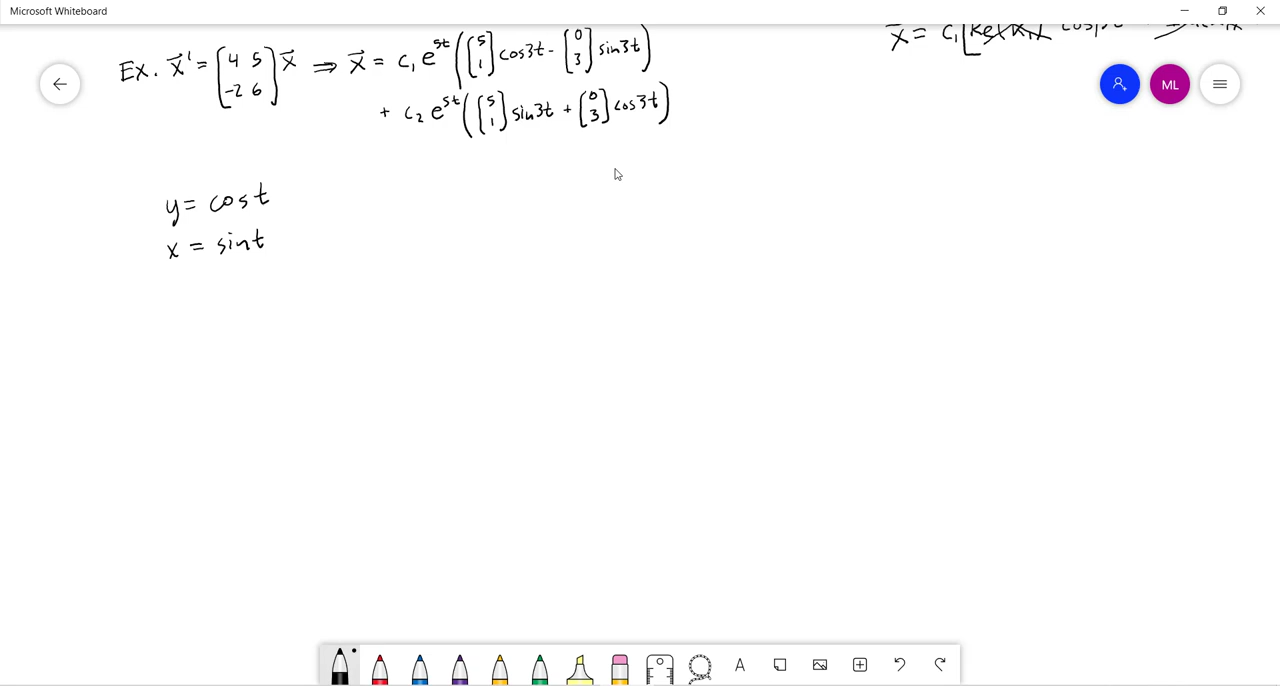 Microsoft Whiteboard
Ex. x⃗' = [4 5; -2 6] x⃗ ⇒ x⃗ = c₁ e^{5t} ([5; 1] cos3t - [0; 3] sin3t)
+ c₂ e^{5t} ([5; 1] sin3t + [0; 3] cos3t)
x⃗ = c₁[
ML
y = cos t
x = sin t
A